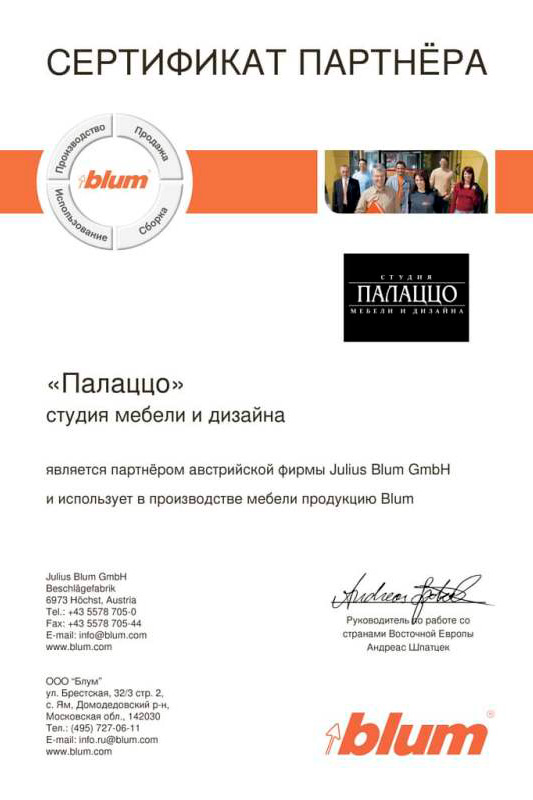 СЕРТИФИКАТ ПАРТНЁРА
Производство
Продажа
blum
Использование
Сборка
СТУДИЯ
ПАЛАЦЦО
МЕБЕЛИ И ДИЗАЙНА
«Палаццо»
студия мебели и дизайна
является партнёром австрийской фирмы Julius Blum GmbH
и использует в производстве мебели продукцию Blum
Julius Blum GmbH
Beschlägefabrik
6973 Höchst, Austria
Tel.: +43 5578 705-0
Fax: +43 5578 705-44
E-mail: info@blum.com
www.blum.com
Руководитель по работе со
странами Восточной Европы
Андреас Шпатцек
ООО “Блум”
ул. Брестская, 32/3 стр. 2,
с. Ям, Домодедовский р-н,
Московская обл., 142030
Тел.: (495) 727-06-11
E-mail: info.ru@blum.com
www.blum.com
blum®